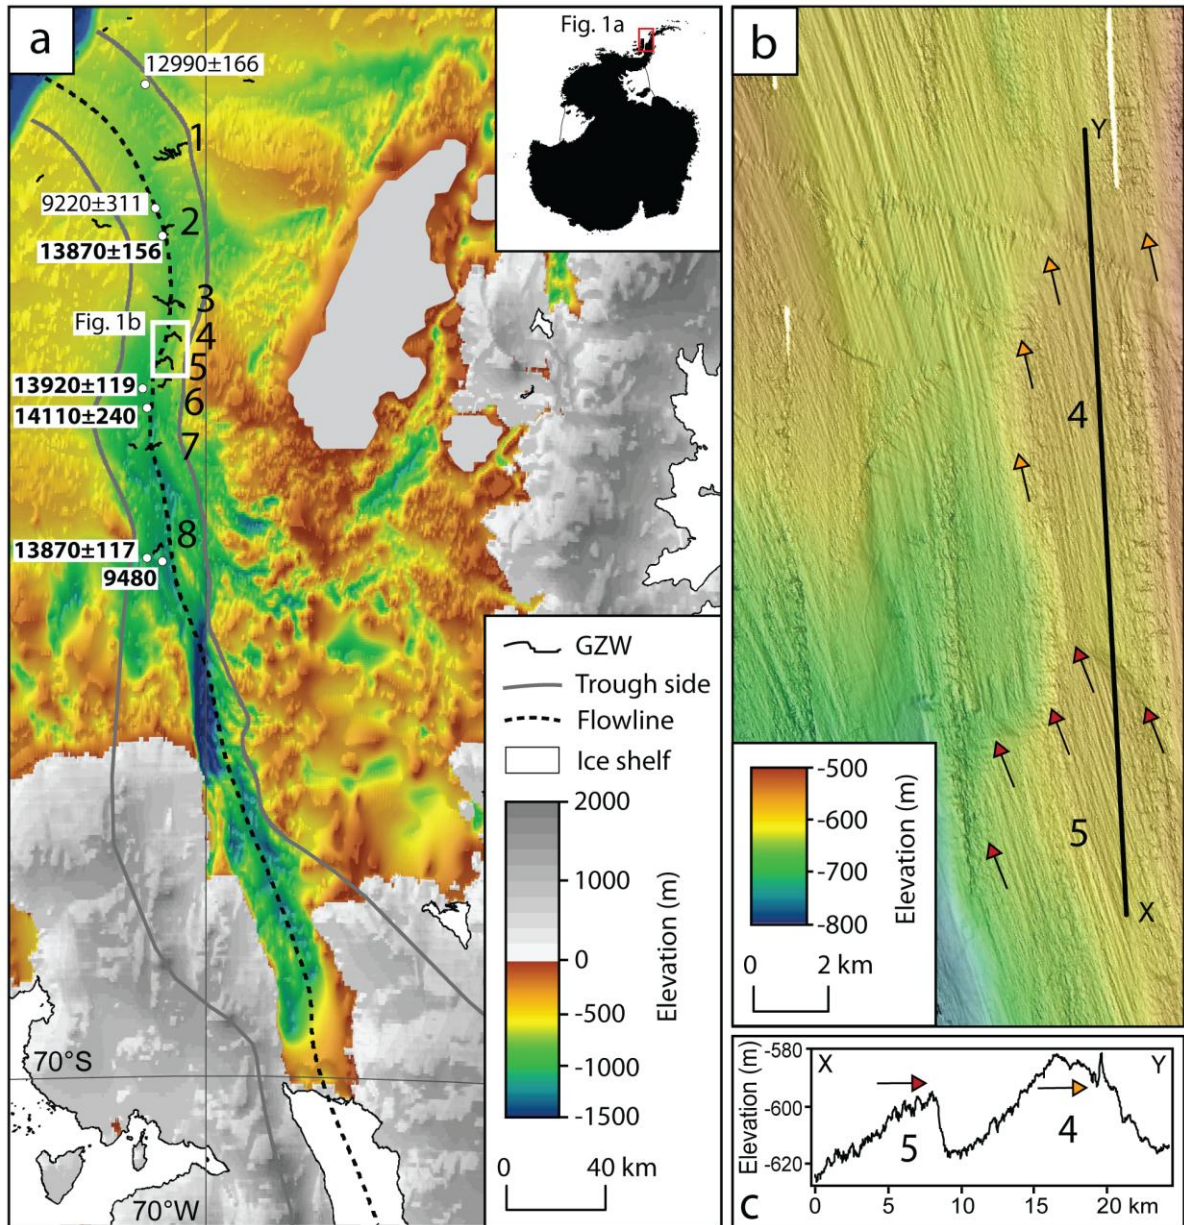 a
Fig. 1a
12990±166
1
9220±311
2
13870±156
3
Fig. 1b
4
5
13920±119
6
14110±240
7
8
13870±117
9480
GZW
Trough side
Flowline
Ice shelf
2000
1000
0
-500
-1000
-1500
Elevation (m)
0 40 km
70°S
70°W
b
Y
4
5
X
-500
-600
-700
-800
Elevation (m)
0 2 km
c
Elevation (m)
-580
-600
-620
X Y
5 4
0 5 10 15 20 km